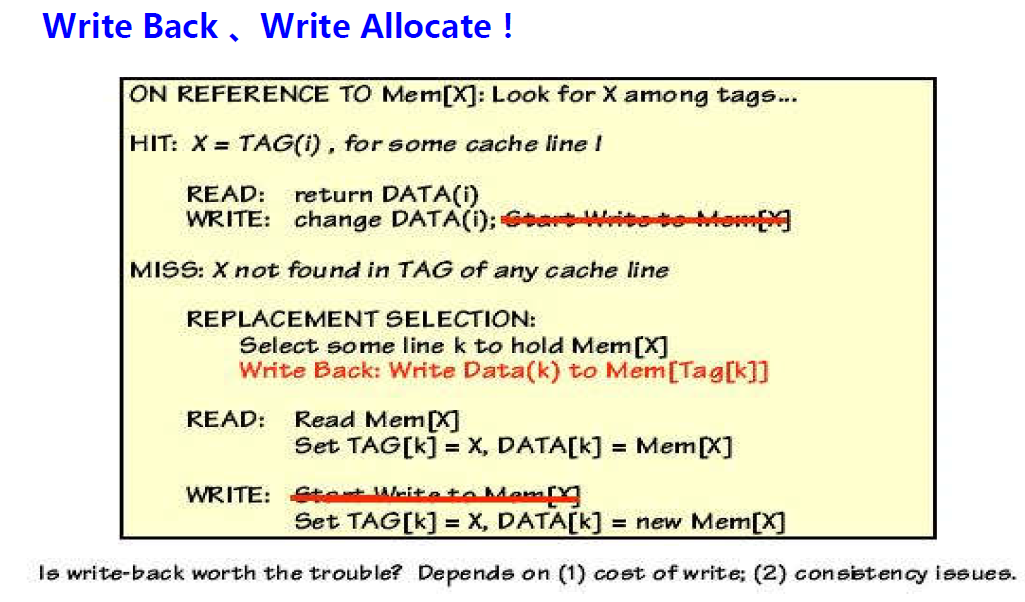 Write Back 、Write Allocate！
ON REFERENCE TO Mem[X]: Look for X among tags...
HIT: X = TAG(i) , for some cache line I
READ: return DATA(i)
WRITE: change DATA(i); Start Write to Mem[X]
MISS: X not found in TAG of any cache line
REPLACEMENT SELECTION:
Select some line k to hold Mem[X]
Write Back: Write Data(k) to Mem[Tag[k]]
READ: Read Mem[X]
Set TAG[k] = X, DATA[k] = Mem[X]
WRITE: Start Write to Mem[X]
Set TAG[k] = X, DATA[k] = new Mem[X]
Is write-back worth the trouble? Depends on (1) cost of write; (2) consistency issues.